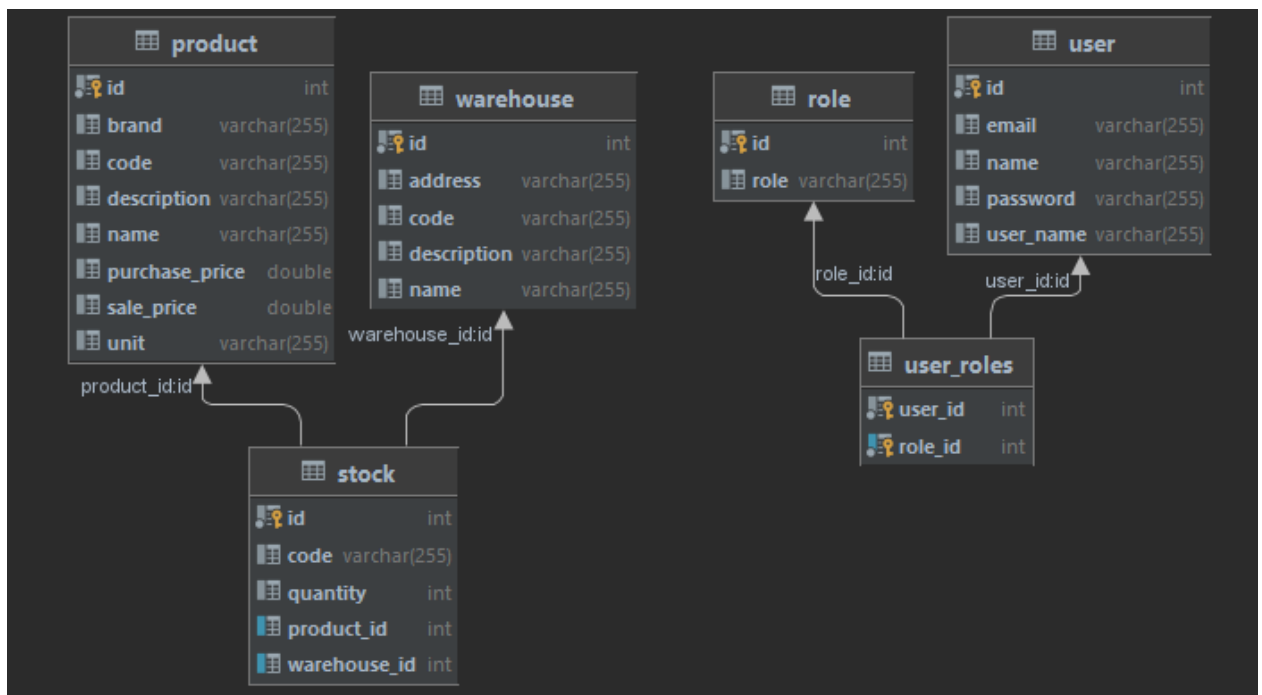 product
id int
brand varchar(255)
code varchar(255)
description varchar(255)
name varchar(255)
purchase_price double
sale_price double
unit varchar(255)
warehouse
id int
address varchar(255)
code varchar(255)
description varchar(255)
name varchar(255)
role
id int
role varchar(255)
user
id int
email varchar(255)
name varchar(255)
password varchar(255)
user_name varchar(255)
product_id:id
warehouse_id:id
role_id:id
user_id:id
stock
id int
code varchar(255)
quantity int
product_id int
warehouse_id int
user_roles
user_id int
role_id int